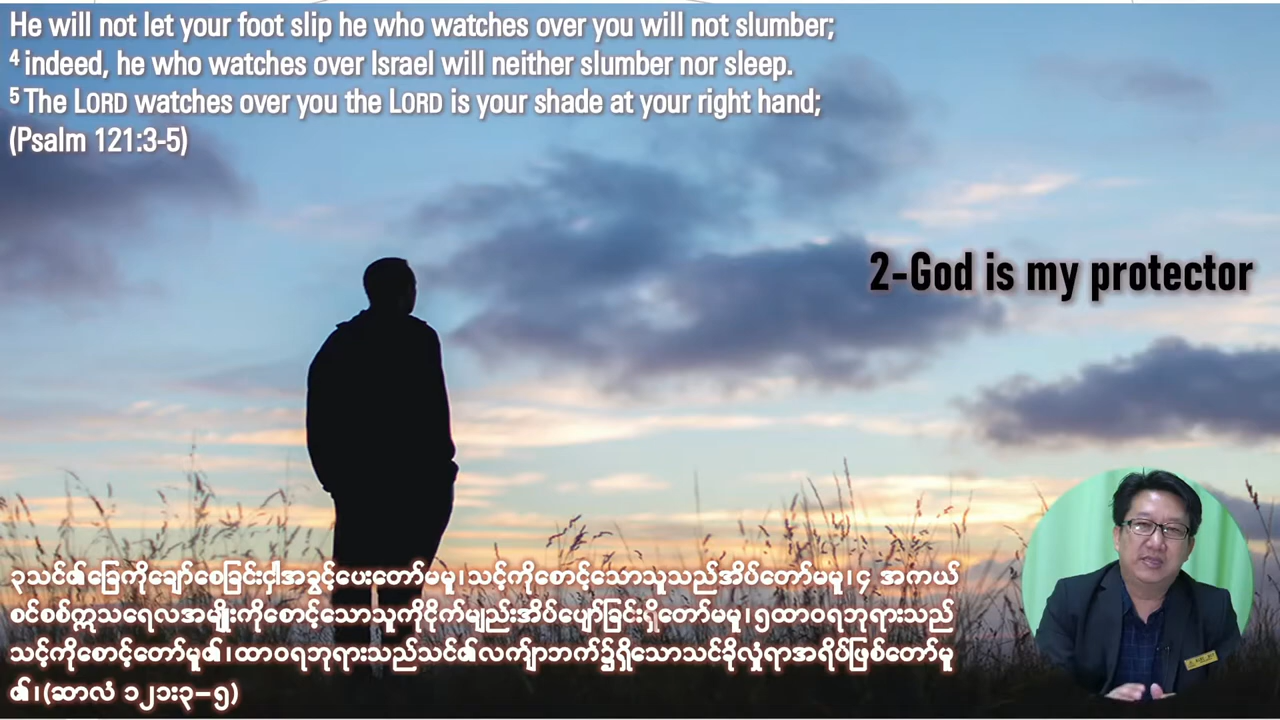 He will not let your foot slip he who watches over you will not slumber;
4 indeed, he who watches over Israel will neither slumber nor sleep.
5 The LORD watches over you the LORD is your shade at your right hand;
(Psalm 121:3-5)
2-God is my protector
၃သင်၏ခြေကိုချော်စေခြင်းငှါအခွင့်ပေးတော်မမူ၊သင့်ကိုစောင့်သောသူသည်အိပ်တော်မမူ၊၄ အကယ်
စင်စစ်ဣသရေလအမျိုးကိုစောင့်သောသူကိုငိုက်မျည်းအိပ်ပျော်ခြင်းရှိတော်မမူ၊၅ထာဝရဘုရားသည်
သင့်ကိုစောင့်တော်မူ၏၊ထာဝရဘုရားသည်သင်၏လက်ျာဘက်၌ရှိသောသင်ခိုလှုံရာအရိပ်ဖြစ်တော်မူ
၏၊(ဆာလံ ၁၂၁း၃−၅)